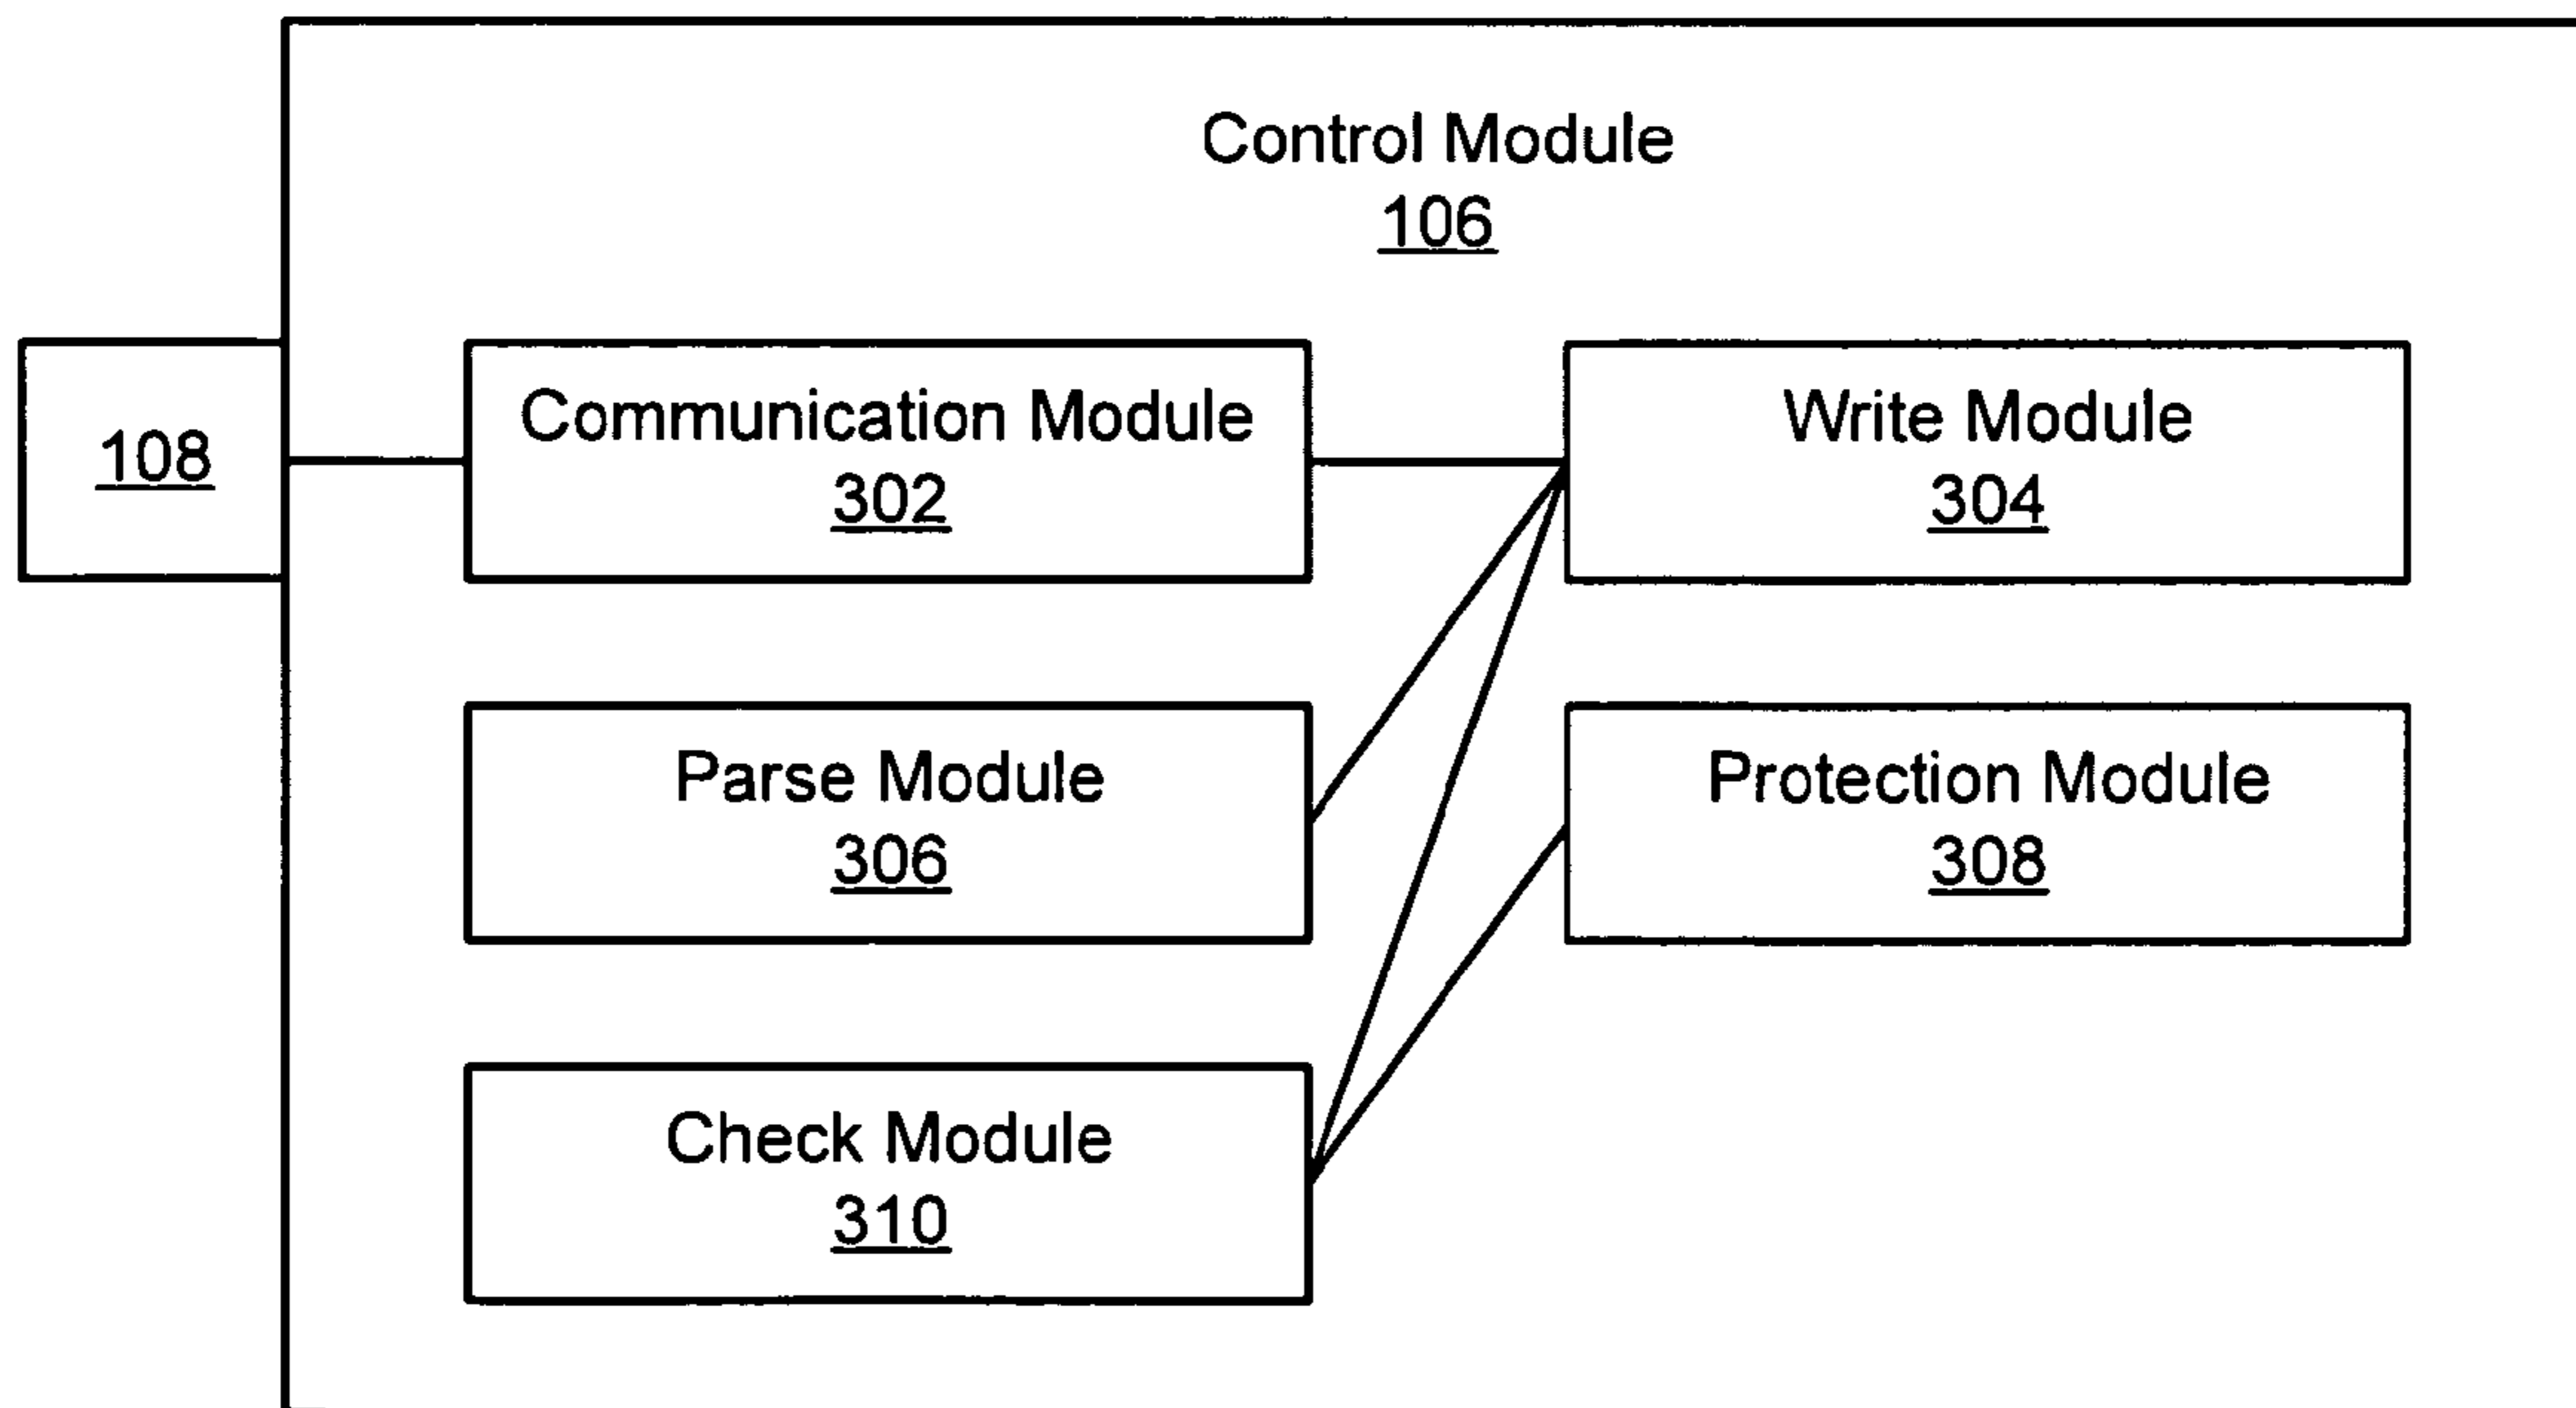 Control Module
106
108
Communication Module
302
Write Module
304
Parse Module
306
Protection Module
308
Check Module
310